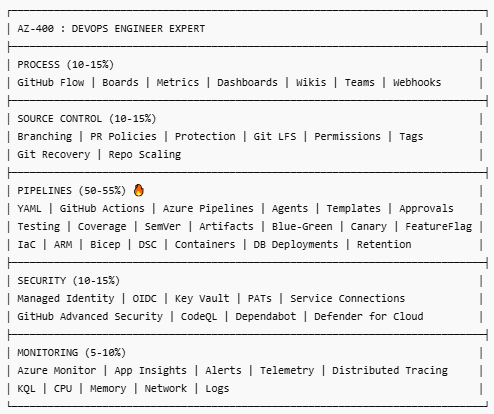 AZ-400 : DEVOPS ENGINEER EXPERT
PROCESS (10-15%)
GitHub Flow | Boards | Metrics | Dashboards | Wikis | Teams | Webhooks
SOURCE CONTROL (10-15%)
Branching | PR Policies | Protection | Git LFS | Permissions | Tags
Git Recovery | Repo Scaling
PIPELINES (50-55%) 🔥
YAML | GitHub Actions | Azure Pipelines | Agents | Templates | Approvals
Testing | Coverage | SemVer | Artifacts | Blue-Green | Canary | FeatureFlag
IaC | ARM | Bicep | DSC | Containers | DB Deployments | Retention
SECURITY (10-15%)
Managed Identity | OIDC | Key Vault | PATs | Service Connections
GitHub Advanced Security | CodeQL | Dependabot | Defender for Cloud
MONITORING (5-10%)
Azure Monitor | App Insights | Alerts | Telemetry | Distributed Tracing
KQL | CPU | Memory | Network | Logs